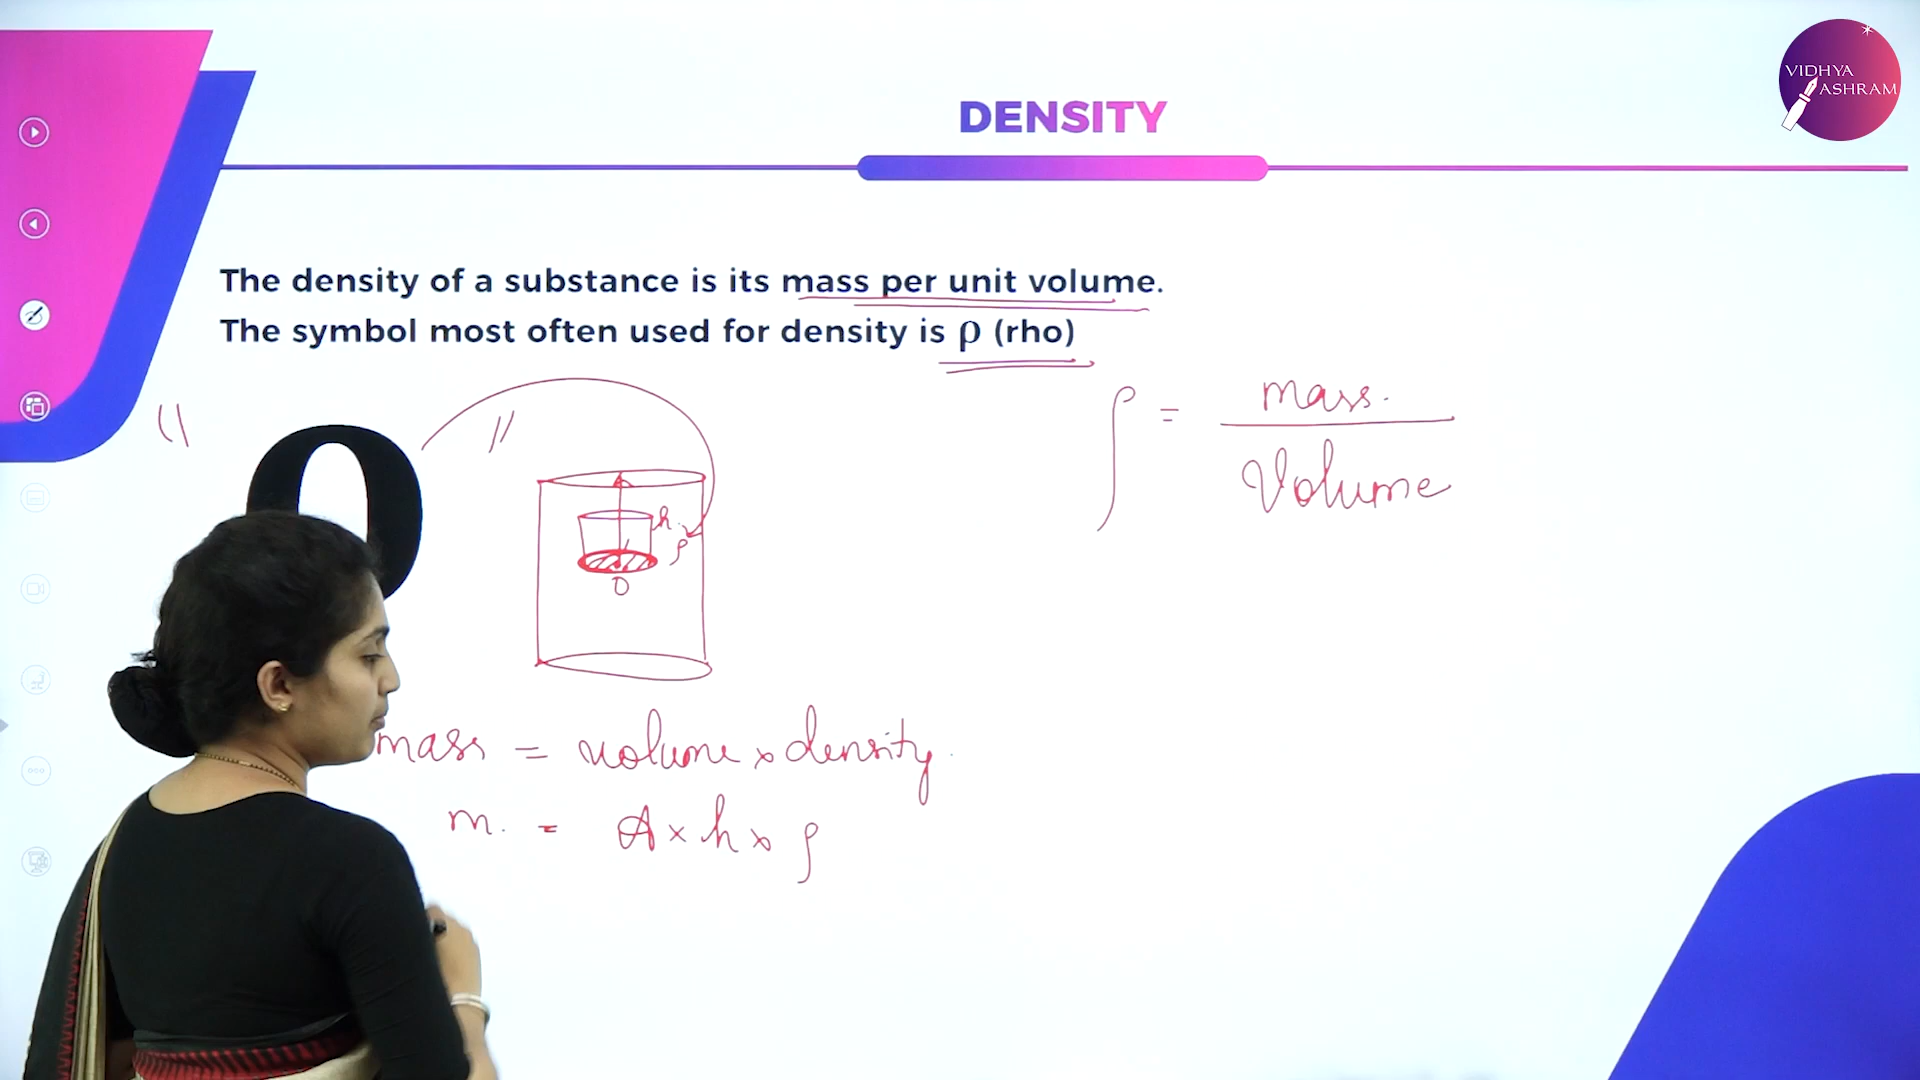 VIDHYA
ASHRAM
DENSITY
The density of a substance is its mass per unit volume.
The symbol most often used for density is ρ (rho)
ρ = mass.
Volume
h.
ρ
O
mass = volume x density.
m. = A x h x ρ